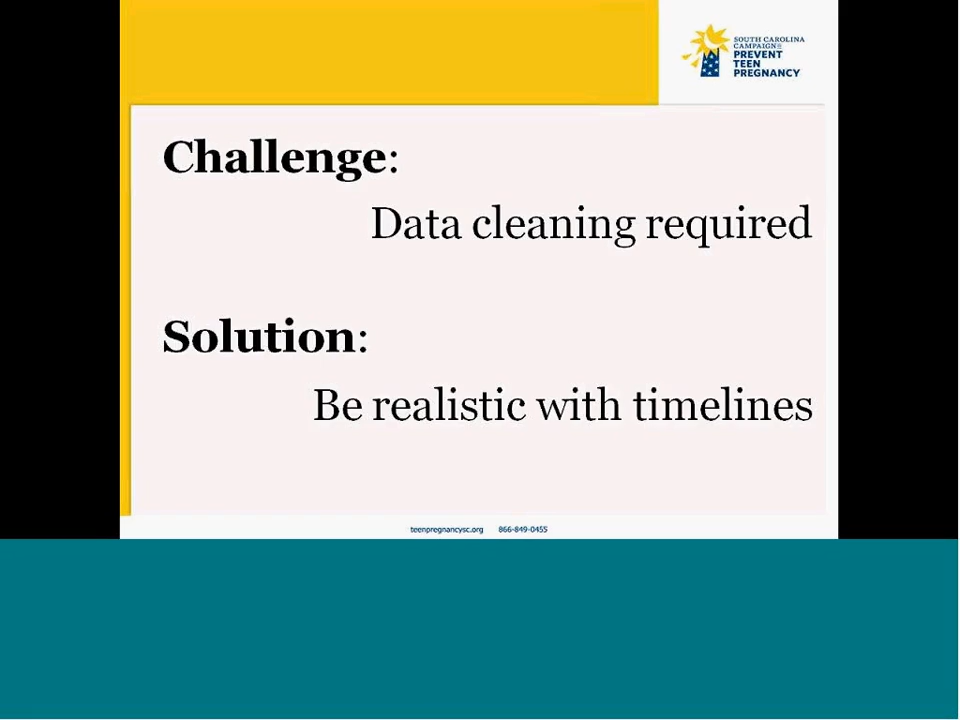 SOUTH CAROLINA
CAMPAIGN TO
PREVENT
TEEN
PREGNANCY
Challenge:
Data cleaning required
Solution:
Be realistic with timelines
teenpregnancysc.org 866-849-0455